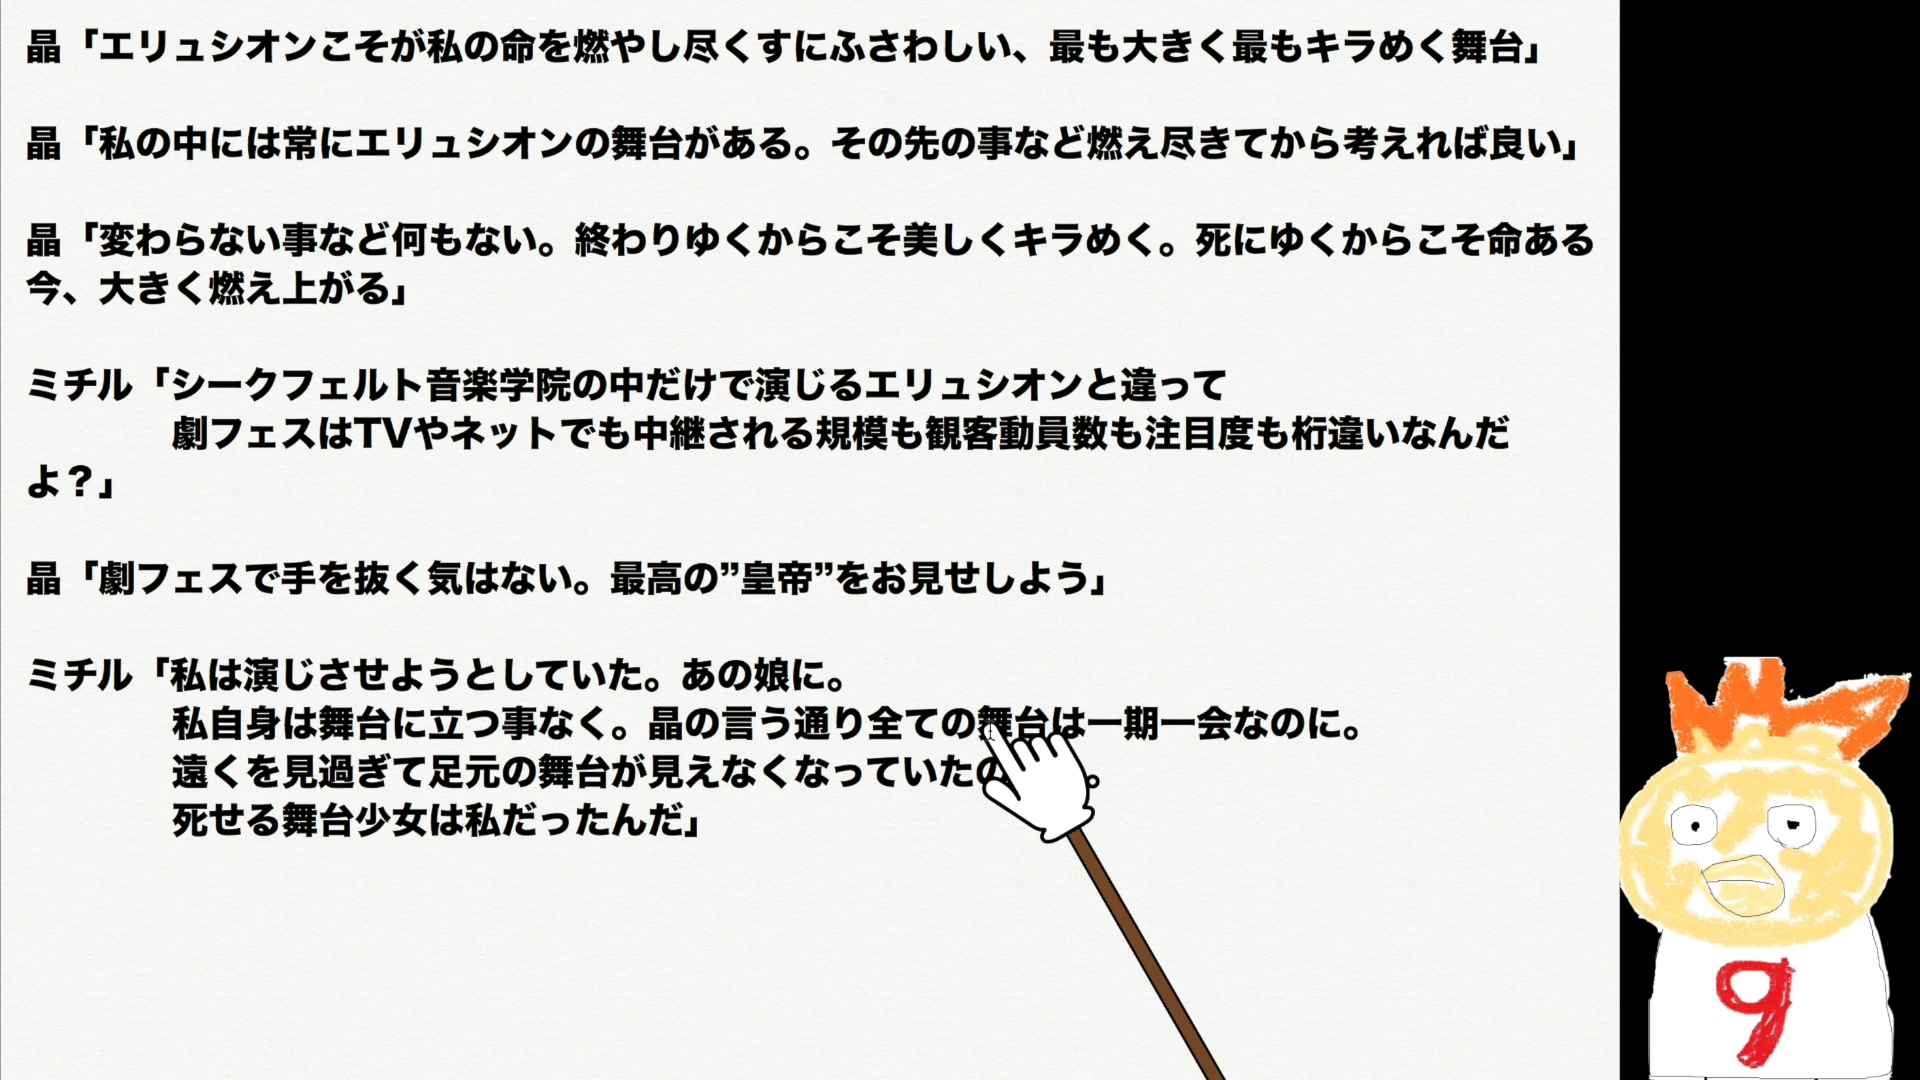 晶「エリュシオンこそが私の命を燃やし尽くすにふさわしい、最も大きく最もキラめく舞台」
晶「私の中には常にエリュシオンの舞台がある。その先の事など燃え尽きてから考えれば良い」
晶「変わらない事など何もない。終わりゆくからこそ美しくキラめく。死にゆくからこそ命ある
今、大きく燃え上がる」
ミチル「シークフェルト音楽学院の中だけで演じるエリュシオンと違って
劇フェスはTVやネットでも中継される規模も観客動員数も注目度も桁違いなんだ
よ？」
晶「劇フェスで手を抜く気はない。最高の”皇帝”をお見せしよう」
ミチル「私は演じさせようとしていた。あの娘に。
私自身は舞台に立つ事なく。晶の言う通り全ての舞台は一期一会なのに。
遠くを見過ぎて足元の舞台が見えなくなっていたの。
死せる舞台少女は私だったんだ」
9